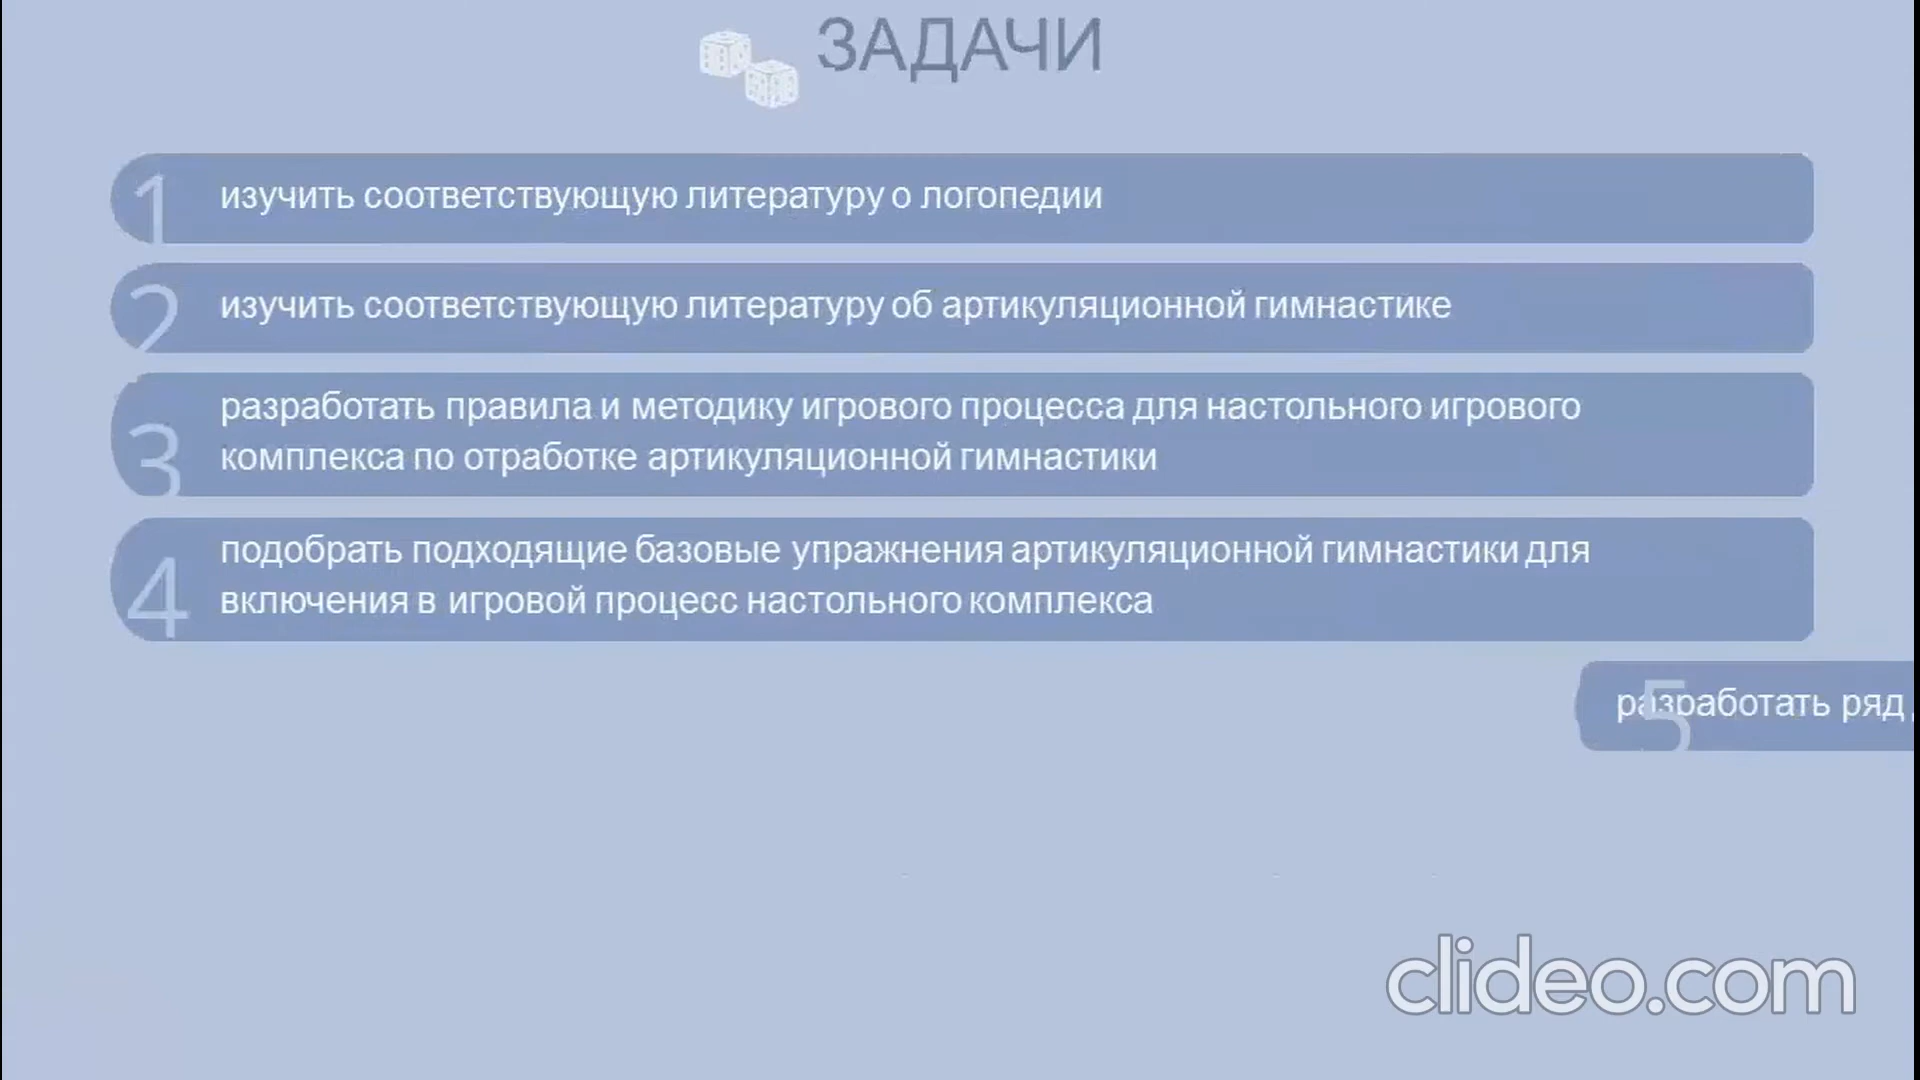 ЗАДАЧИ
1 изучить соответствующую литературу о логопедии
2 изучить соответствующую литературу об артикуляционной гимнастике
3 разработать правила и методику игрового процесса для настольного игрового
комплекса по отработке артикуляционной гимнастики
4 подобрать подходящие базовые упражнения артикуляционной гимнастики для
включения в игровой процесс настольного комплекса
5 разработать ряд
clideo.com